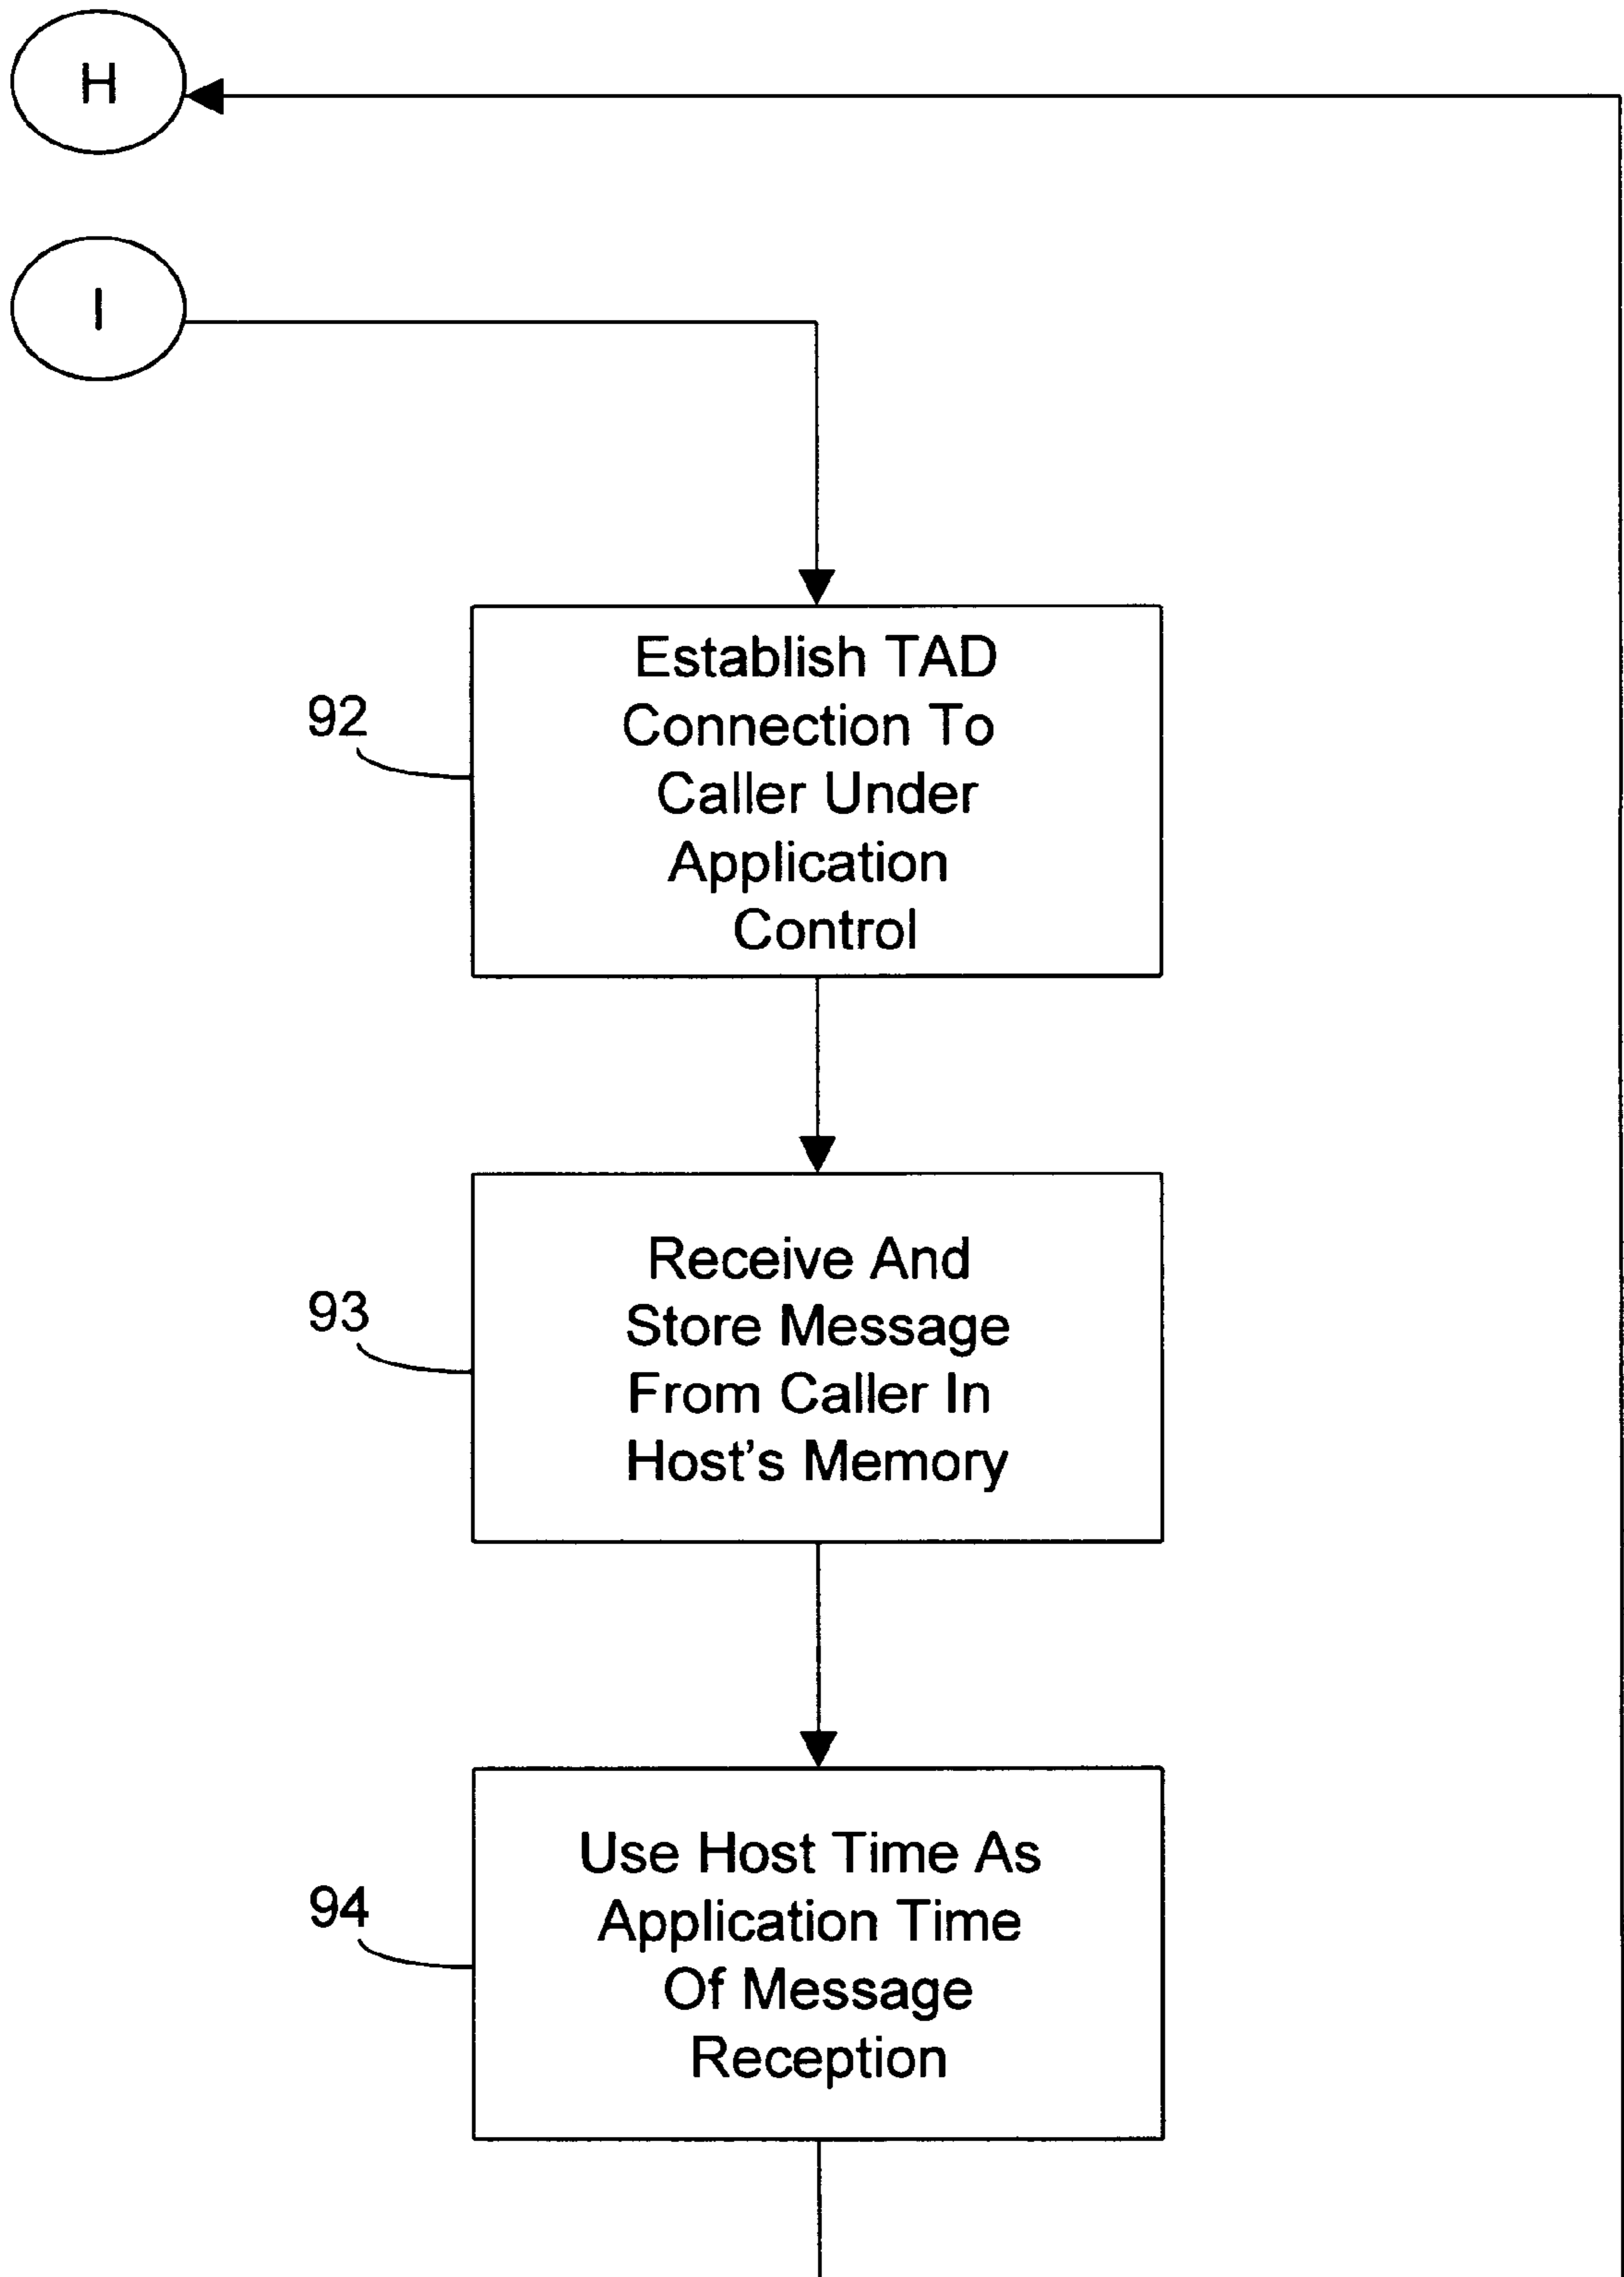 H
I
92
Establish TAD
Connection To
Caller Under
Application
Control
93
Receive And
Store Message
From Caller In
Host's Memory
94
Use Host Time As
Application Time
Of Message
Reception